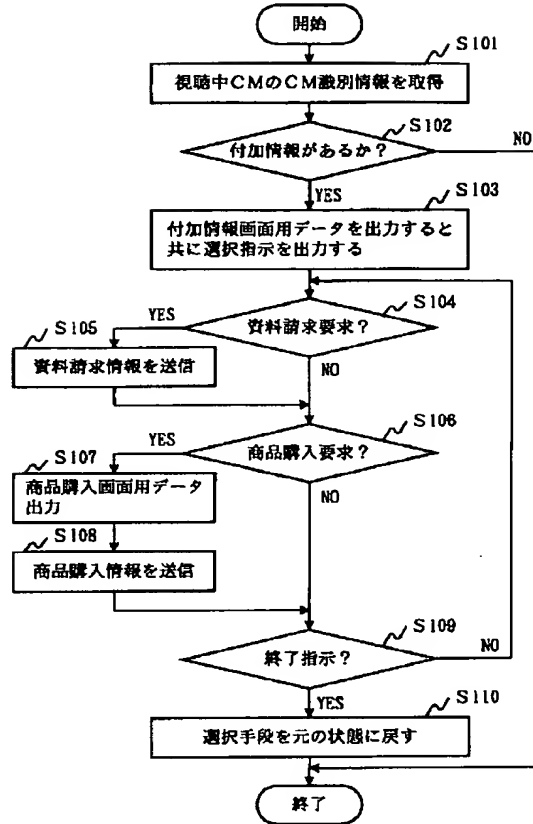 開始
S101
視聴中CMのCM識別情報を取得
S102
付加情報があるか？
NO
YES
S103
付加情報画面用データを出力すると
共に選択指示を出力する
S104
YES
資料請求要求？
S105
資料請求情報を送信
NO
S106
YES
商品購入要求？
S107
商品購入画面用データ
出力
NO
S108
商品購入情報を送信
S109
終了指示？
NO
YES
S110
選択手段を元の状態に戻す
終了